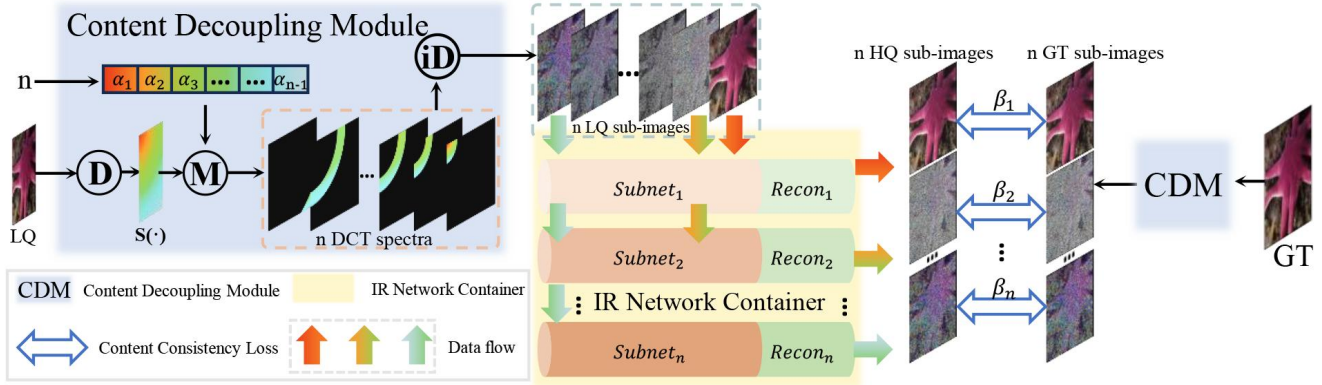 Content Decoupling Module
n
α1 α2 α3 ... ... αn-1
iD
LQ
D
S(·)
M
...
n DCT spectra
...
n LQ sub-images
Subnet1 Recon1
Subnet2 Recon2
IR Network Container
Subnetn Reconn
n HQ sub-images
n GT sub-images
β1
β2
βn
CDM
GT
CDM Content Decoupling Module
IR Network Container
Content Consistency Loss
Data flow